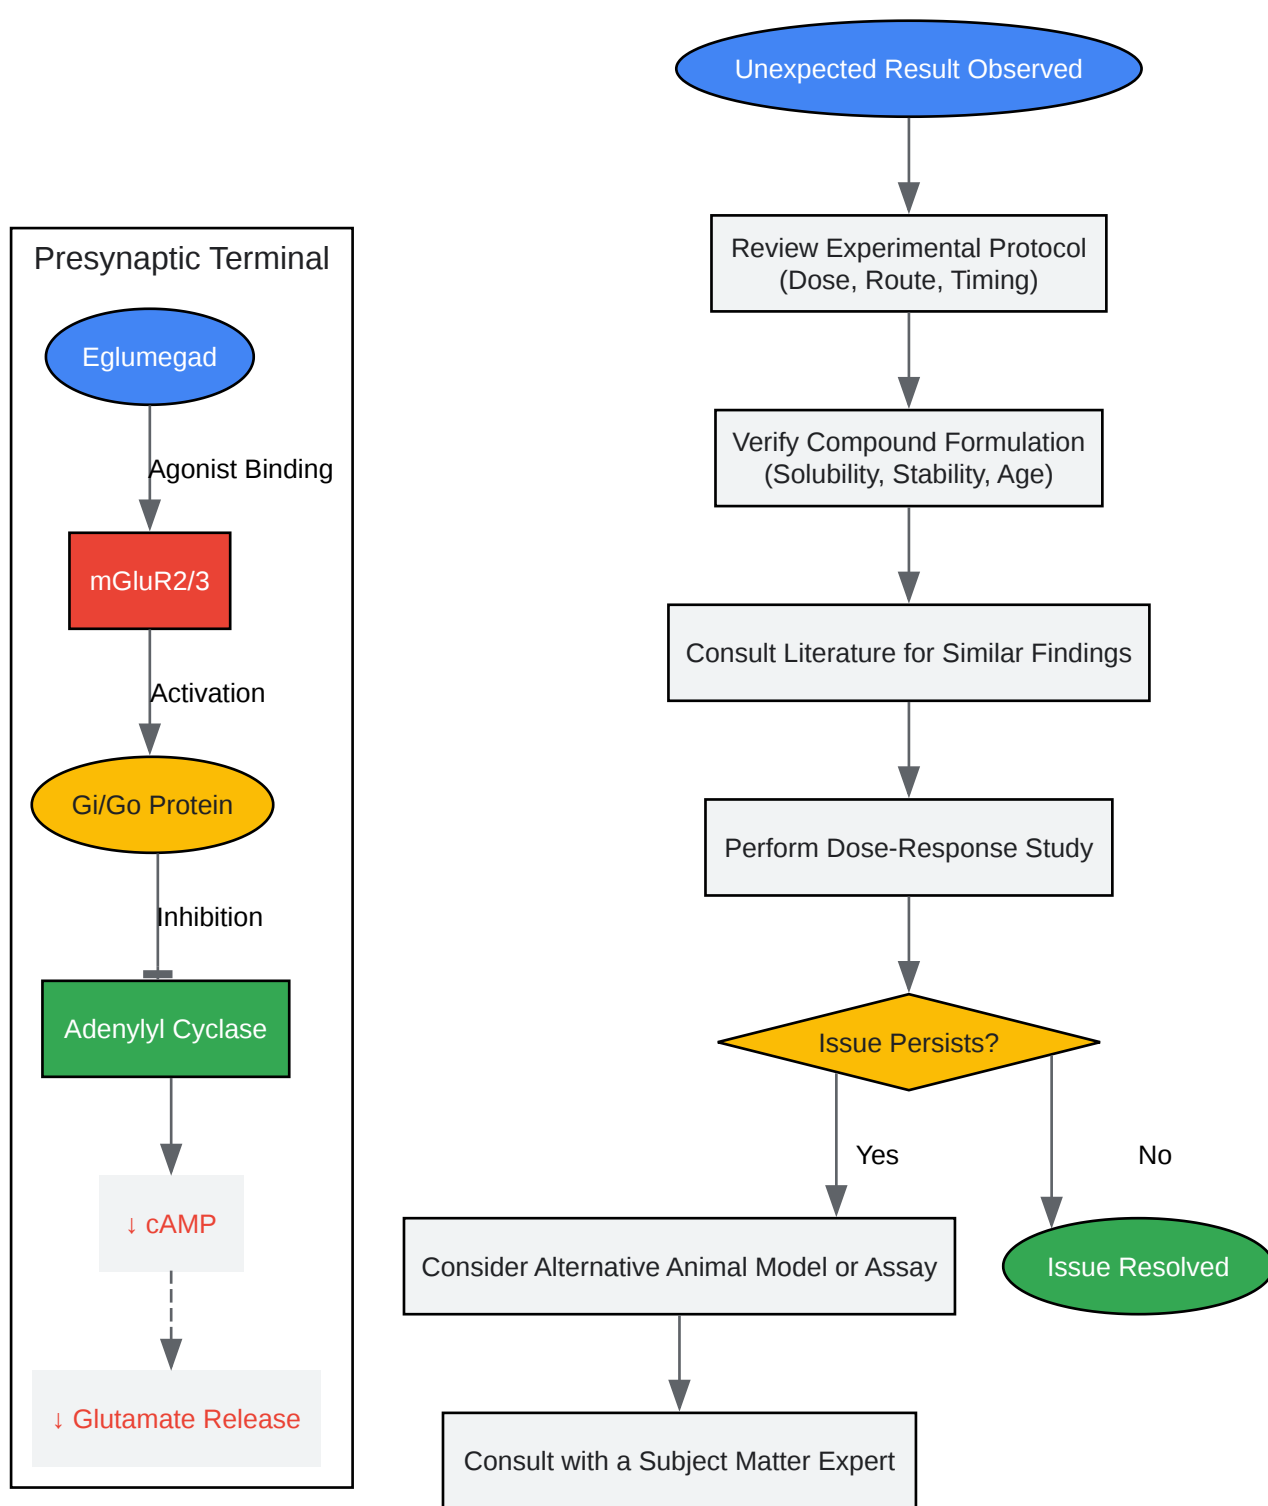 Presynaptic Terminal
Eglumegad
Agonist Binding
mGluR2/3
Activation
Gi/Go Protein
Inhibition
Adenylyl Cyclase
↓ cAMP
↓ Glutamate Release
Unexpected Result Observed
Review Experimental Protocol
(Dose, Route, Timing)
Verify Compound Formulation
(Solubility, Stability, Age)
Consult Literature for Similar Findings
Perform Dose-Response Study
Issue Persists?
Yes
No
Consider Alternative Animal Model or Assay
Issue Resolved
Consult with a Subject Matter Expert